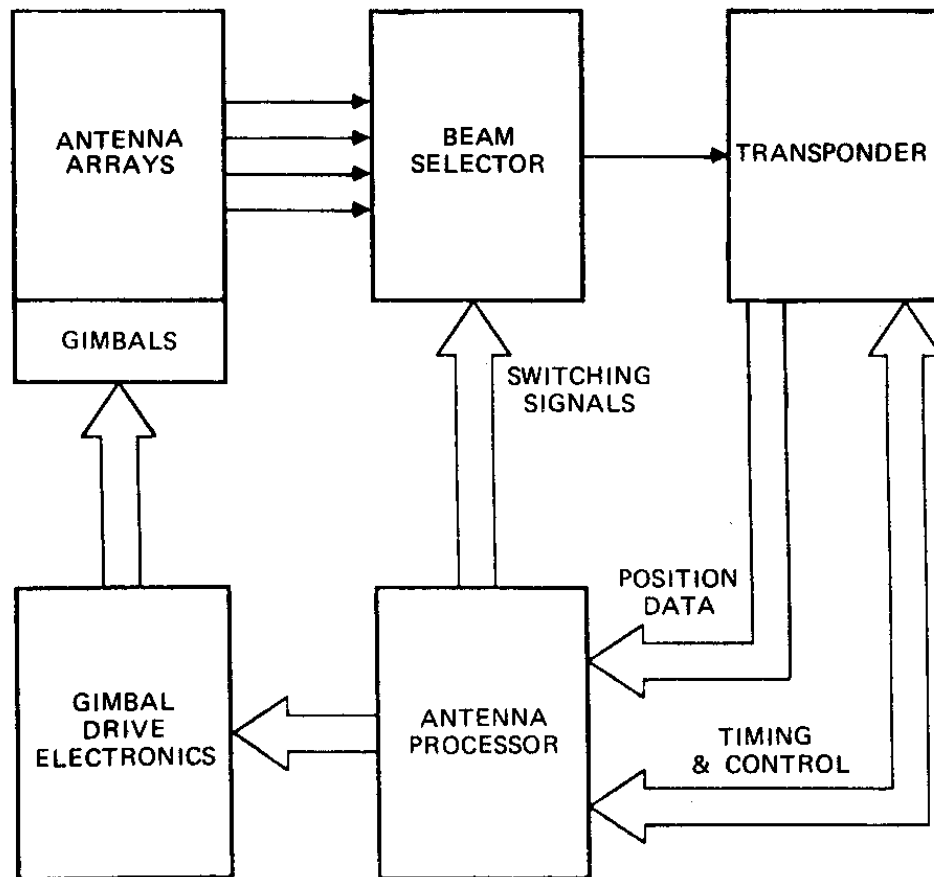 ANTENNA
ARRAYS
BEAM
SELECTOR
TRANSPONDER
GIMBALS
SWITCHING
SIGNALS
POSITION
DATA
GIMBAL
DRIVE
ELECTRONICS
ANTENNA
PROCESSOR
TIMING
& CONTROL